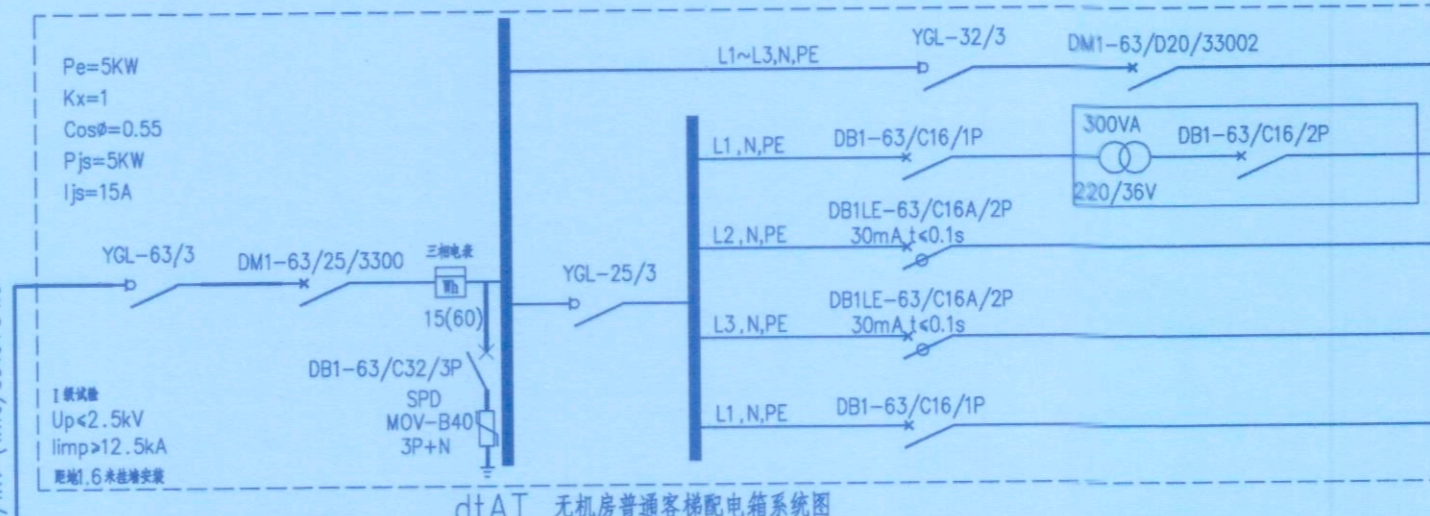 Pe=5KW
Kx=1
CosØ=0.55
Pjs=5KW
Ijs=15A
YGL-63/3
DM1-63/25/3300
三相电表
Wh
15(60)
DB1-63/C32/3P
SPD
MOV-B40
3P+N
I级试验
Up≤2.5kV
Iimp≥12.5kA
距地1.6米挂墙安装
L1~L3,N,PE
YGL-32/3
DM1-63/D20/33002
YGL-25/3
L1,N,PE
DB1-63/C16/1P
300VA
220/36V
DB1-63/C16/2P
L2,N,PE
DB1LE-63/C16A/2P
30mA,t≤0.1s
L3,N,PE
DB1LE-63/C16A/2P
30mA,t≤0.1s
L1,N,PE
DB1-63/C16/1P
dtAT 无机房普通客梯配电箱系统图